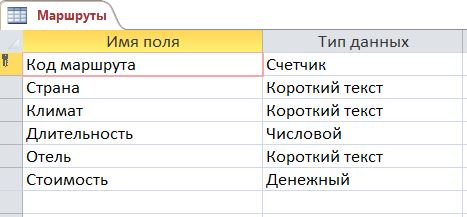 Маршруты
Имя поля Тип данных
Код маршрута Счетчик
Страна Короткий текст
Климат Короткий текст
Длительность Числовой
Отель Короткий текст
Стоимость Денежный